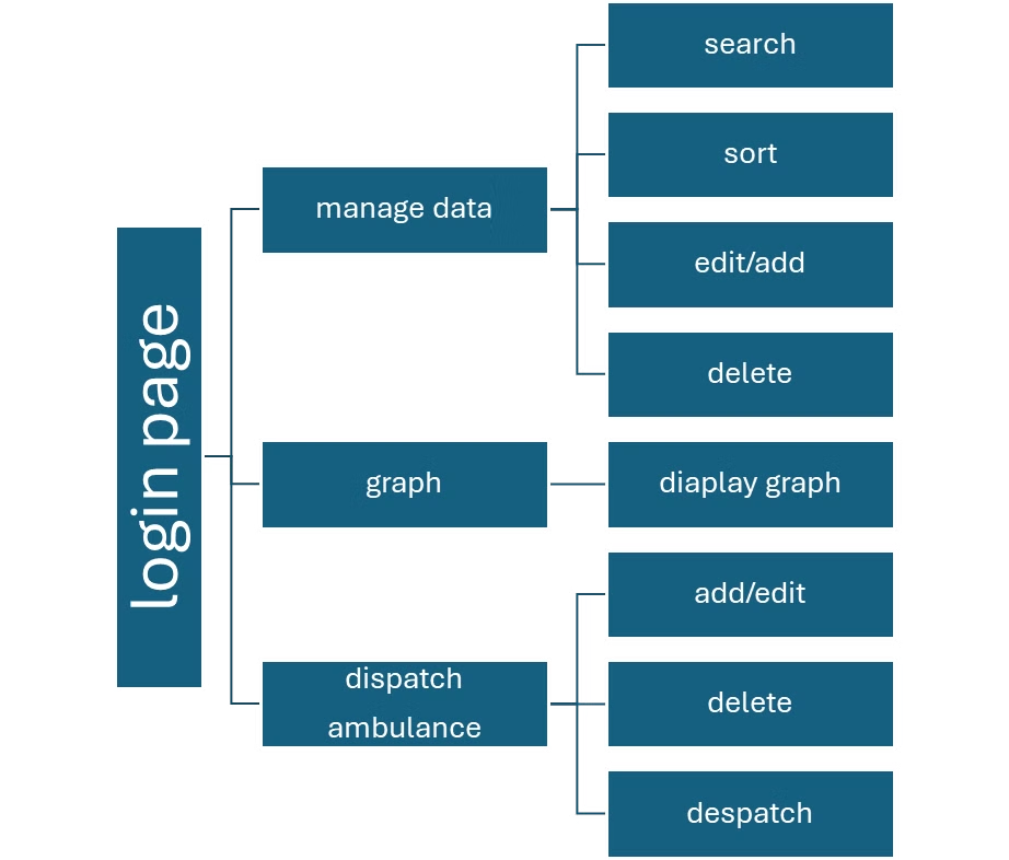 login page
manage data
search
sort
edit/add
delete
graph
diaplay graph
dispatch
ambulance
add/edit
delete
despatch